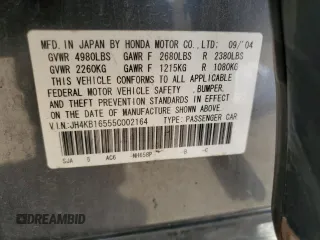 MFD. IN JAPAN BY HONDA MOTOR CO., LTD. 09/'04
GVWR 4980LBS GAWR F 2680LBS R 2380LBS
GVWR 2260KG GAWR F 1215KG R 1080KG
THIS VEHICLE CONFORMS TO ALL APPLICABLE
FEDERAL MOTOR VEHICLE SAFETY, BUMPER,
AND THEFT PREVENTION STANDARDS IN EFFECT
ON THE DATE OF MANUFACTURE SHOWN ABOVE.
V I N: JH4KB16555C002164 TYPE: PASSENGER CAR
SJA AC6 NH658P B -C
© AUTOBIDMASTER